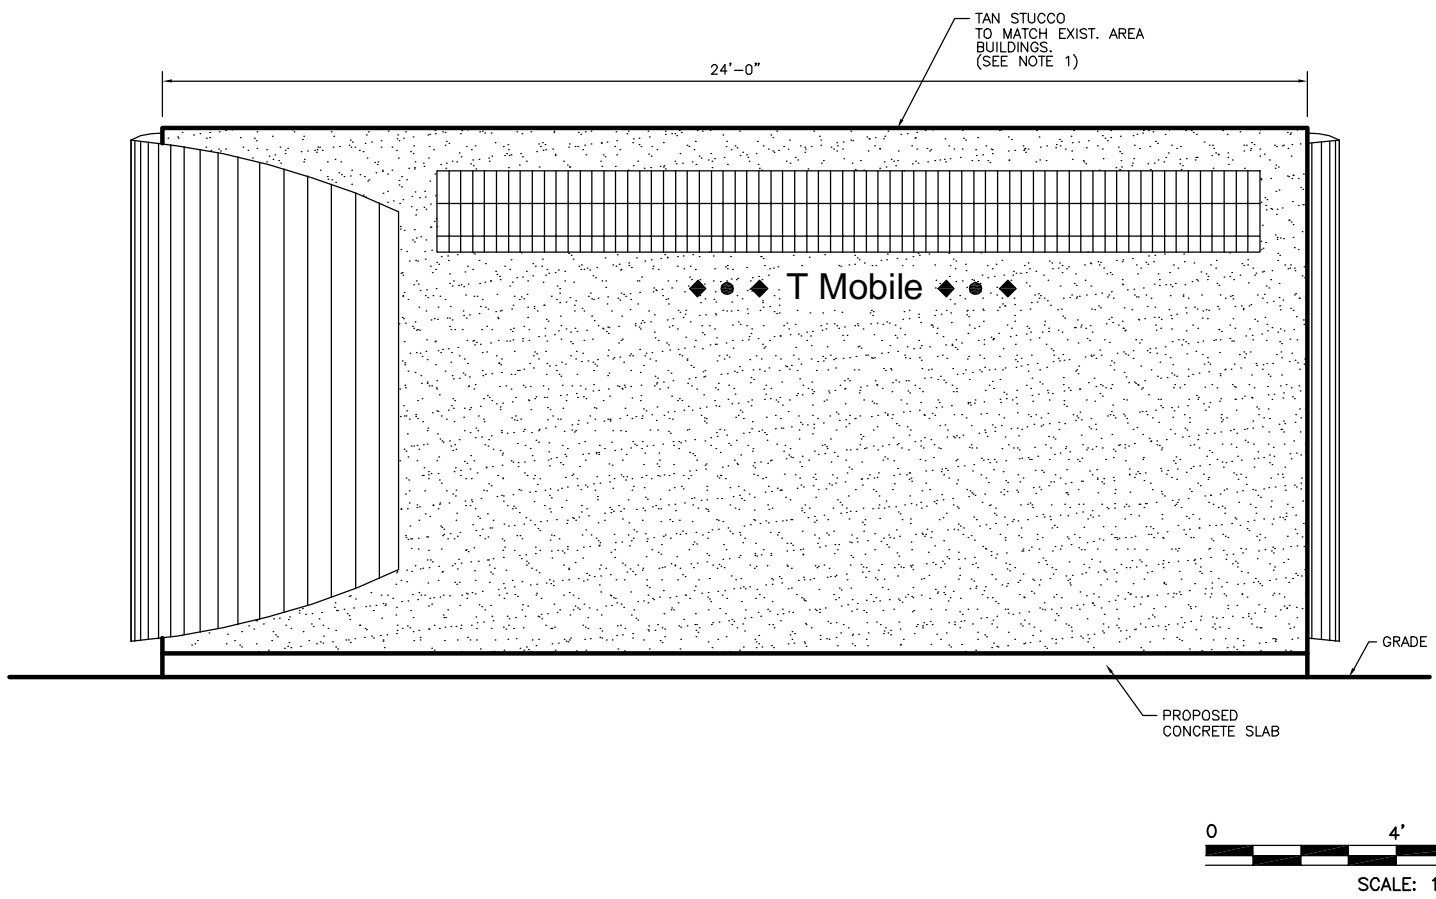 TAN STUCCO
TO MATCH EXIST. AREA
BUILDINGS.
(SEE NOTE 1)
24'-0"
T Mobile
GRADE
PROPOSED
CONCRETE SLAB
0 4'
SCALE: 1